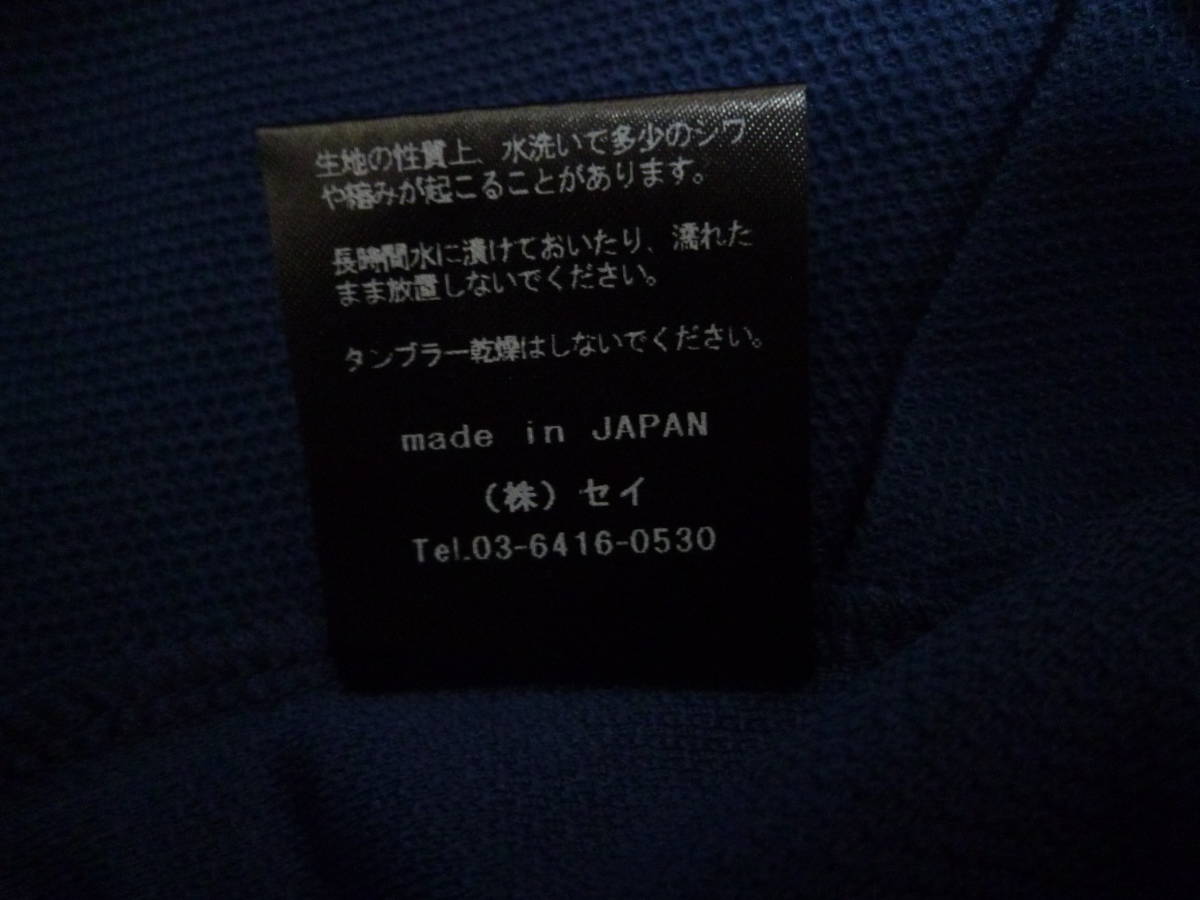 生地の性質上、水洗いで多少のシワ
や縮みが起こることがあります。
長時間水に漬けておいたり、濡れた
まま放置しないでください。
タンブラー乾燥はしないでください。
made in JAPAN
（株）セイ
Tel.03-6416-0530